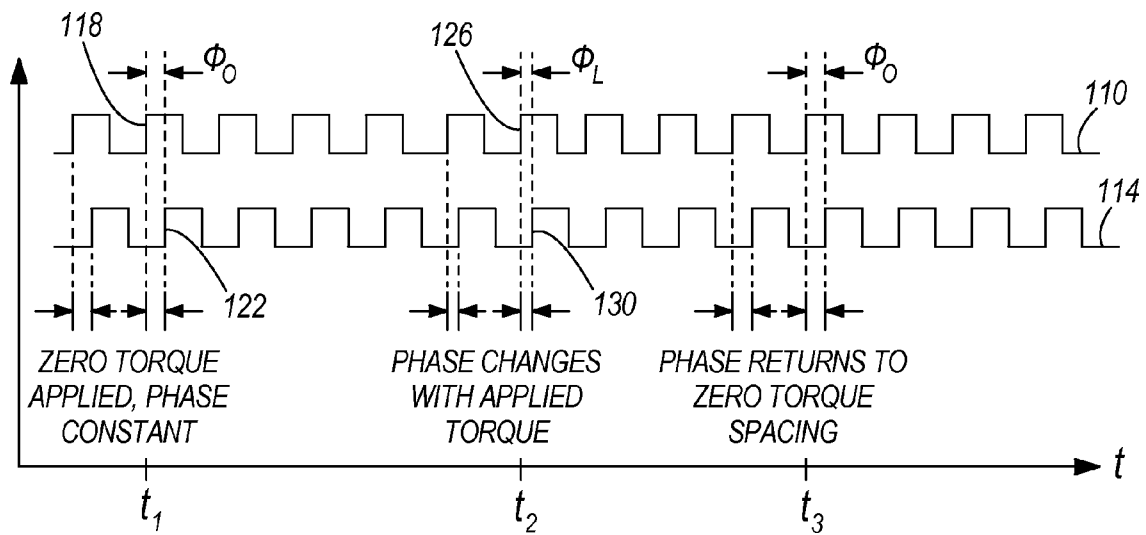 118
Φ0
126
ΦL
Φ0
110
114
122
130
ZERO TORQUE
APPLIED, PHASE
CONSTANT
PHASE CHANGES
WITH APPLIED
TORQUE
PHASE RETURNS TO
ZERO TORQUE
SPACING
t
t1
t2
t3